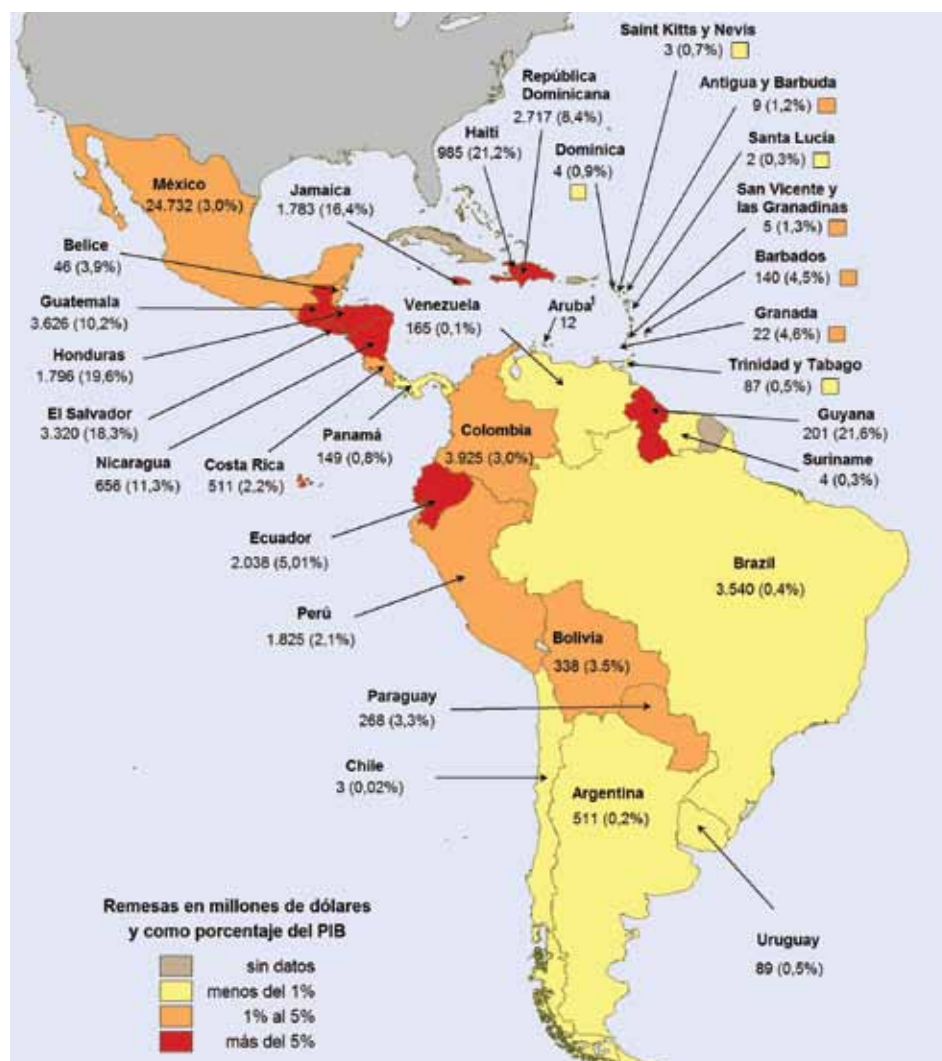 Saint Kitts y Nevis
3 (0,7%)
República
Dominicana
2.717 (8,4%)
Antigua y Barbuda
9 (1,2%)
Haití
985 (21,2%)
Dominica
4 (0,9%)
Santa Lucía
2 (0,3%)
México
24.732 (3,0%)
Jamaica
1.783 (16,4%)
San Vicente y
las Granadinas
5 (1,3%)
Belice
46 (3,9%)
Barbados
140 (4,5%)
Guatemala
3.626 (10,2%)
Venezuela
165 (0,1%)
Aruba¹
12
Granada
22 (4,6%)
Honduras
1.796 (19,6%)
Trinidad y Tabago
87 (0,5%)
El Salvador
3.320 (18,3%)
Guyana
201 (21,6%)
Nicaragua
656 (11,3%)
Costa Rica
511 (2,2%)
Panamá
149 (0,8%)
Colombia
3.925 (3,0%)
Suriname
4 (0,3%)
Ecuador
2.038 (5,01%)
Brazil
3.540 (0,4%)
Perú
1.825 (2,1%)
Bolivia
338 (3.5%)
Paraguay
268 (3,3%)
Chile
3 (0,02%)
Argentina
511 (0,2%)
Uruguay
89 (0,5%)
Remesas en millones de dólares
y como porcentaje del PIB
sin datos
menos del 1%
1% al 5%
más del 5%